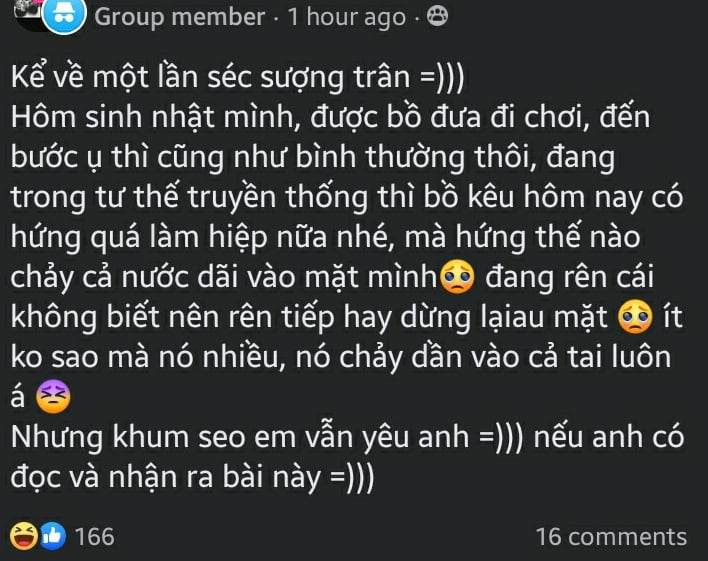 Group member · 1 hour ago ·
Kể về một lần séc sượng trân =)))
Hôm sinh nhật mình, được bồ đưa đi chơi, đến
bước ụ thì cũng như bình thường thôi, đang
trong tư thế truyền thống thì bồ kêu hôm nay có
hứng quá làm hiệp nữa nhé, mà hứng thế nào
chảy cả nước dãi vào mặt mình😢 đang rên cái
không biết nên rên tiếp hay dừng lạiau mặt 😢 ít
ko sao mà nó nhiều, nó chảy dần vào cả tai luôn
á 😣
Nhưng khum seo em vẫn yêu anh =))) nếu anh có
đọc và nhận ra bài này =)))
166
16 comments